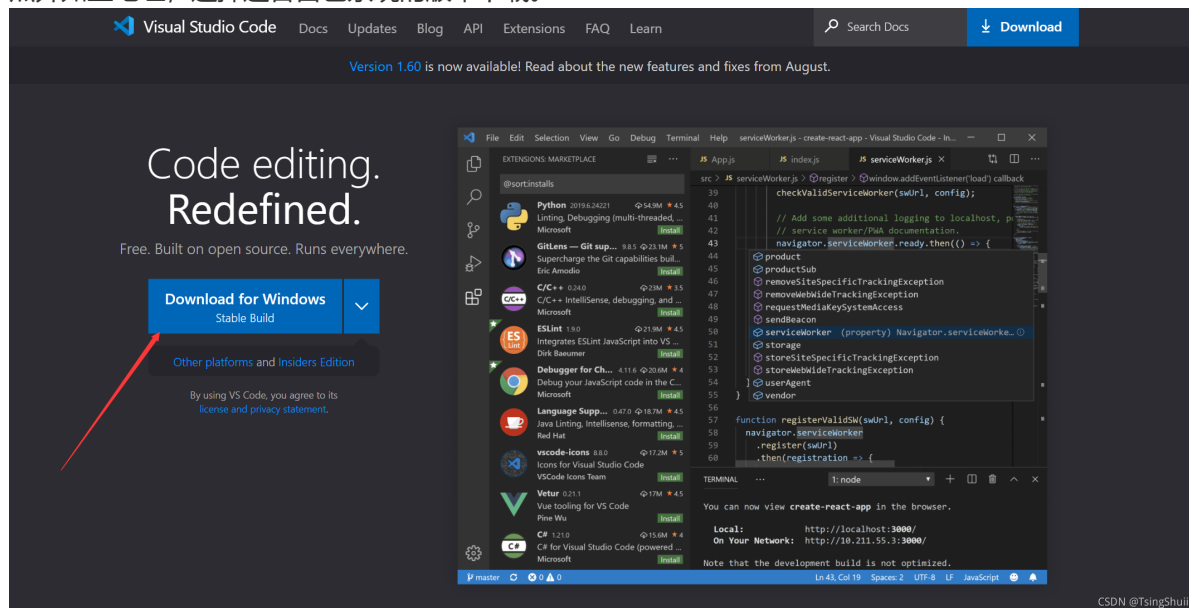 Visual Studio Code Docs Updates Blog API Extensions FAQ Learn Search Docs Download
Version 1.60 is now available! Read about the new features and fixes from August.
Code editing.
Redefined.
Free. Built on open source. Runs everywhere.
Download for Windows
Stable Build
Other platforms and Insiders Edition
By using VS Code, you agree to its
license and privacy statement.
File Edit Selection View Go Debug Terminal Help serviceWorker.js - create-react-app - Visual Studio Code - In...
EXTENSIONS: MARKETPLACE
@sort:installs
Python 2019.6.24221 54.9M ★ 4.5
Linting, Debugging (multi-threaded, ...
Microsoft Install
GitLens — Git sup... 9.8.5 23.1M ★ 5
Supercharge the Git capabilities buil...
Eric Amodio Install
C/C++ 0.24.0 23M ★ 3.5
C/C++ IntelliSense, debugging, and ...
Microsoft Install
ESLint 1.9.0 21.9M ★ 4.5
Integrates ESLint JavaScript into VS ...
Dirk Baeumer Install
Debugger for Ch... 4.11.6 20.6M ★ 4
Debug your JavaScript code in the C...
Microsoft Install
Language Supp... 0.47.0 18.7M ★ 4.5
Java Linting, Intellisense, formatting, ...
Red Hat Install
vscode-icons 8.8.0 17.2M ★ 5
Icons for Visual Studio Code
VSCode Icons Team Install
Vetur 0.21.1 17M ★ 4.5
Vue tooling for VS Code
Pine Wu Install
C# 1.21.0 15.6M ★ 4
C# for Visual Studio Code (powered ...
Microsoft Install
JS App.js JS index.js JS serviceWorker.js
src > JS serviceWorker.js > register > window.addEventListener('load') callback
39 checkValidServiceWorker(swUrl, config);
40
41 // Add some additional logging to localhost, p
42 // service worker/PWA documentation.
43 navigator.serviceWorker.ready.then(() => {
44 product
45 productSub
46 removeSiteSpecificTrackingException
47 removeWebWideTrackingException
48 requestMediaKeySystemAccess
49 sendBeacon
50 serviceWorker (property) Navigator.serviceWorke...
51 storage
52 storeSiteSpecificTrackingException
53 storeWebWideTrackingException
54 } userAgent
55 } vendor
56
57 function registerValidSW(swUrl, config) {
58 navigator.serviceWorker
59 .register(swUrl)
60 .then(registration => {
TERMINAL ... 1: node
You can now view create-react-app in the browser.
Local: http://localhost:3000/
On Your Network: http://10.211.55.3:3000/
Note that the development build is not optimized.
master 0 0 Ln 43, Col 19 Spaces: 2 UTF-8 LF JavaScript
CSDN @TsingShuii